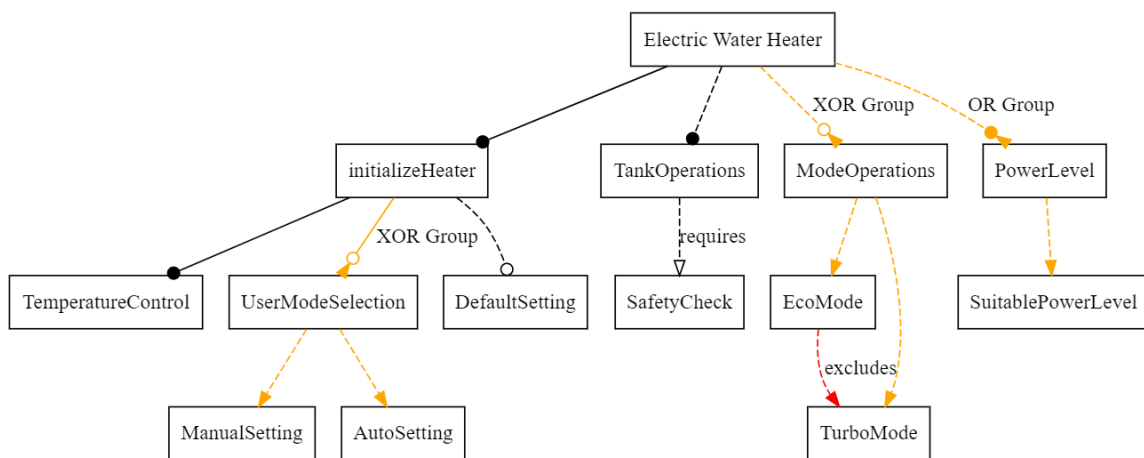 Electric Water Heater
XOR Group
OR Group
initializeHeater
TankOperations
ModeOperations
PowerLevel
XOR Group
requires
TemperatureControl
UserModeSelection
DefaultSetting
SafetyCheck
EcoMode
SuitablePowerLevel
excludes
ManualSetting
AutoSetting
TurboMode